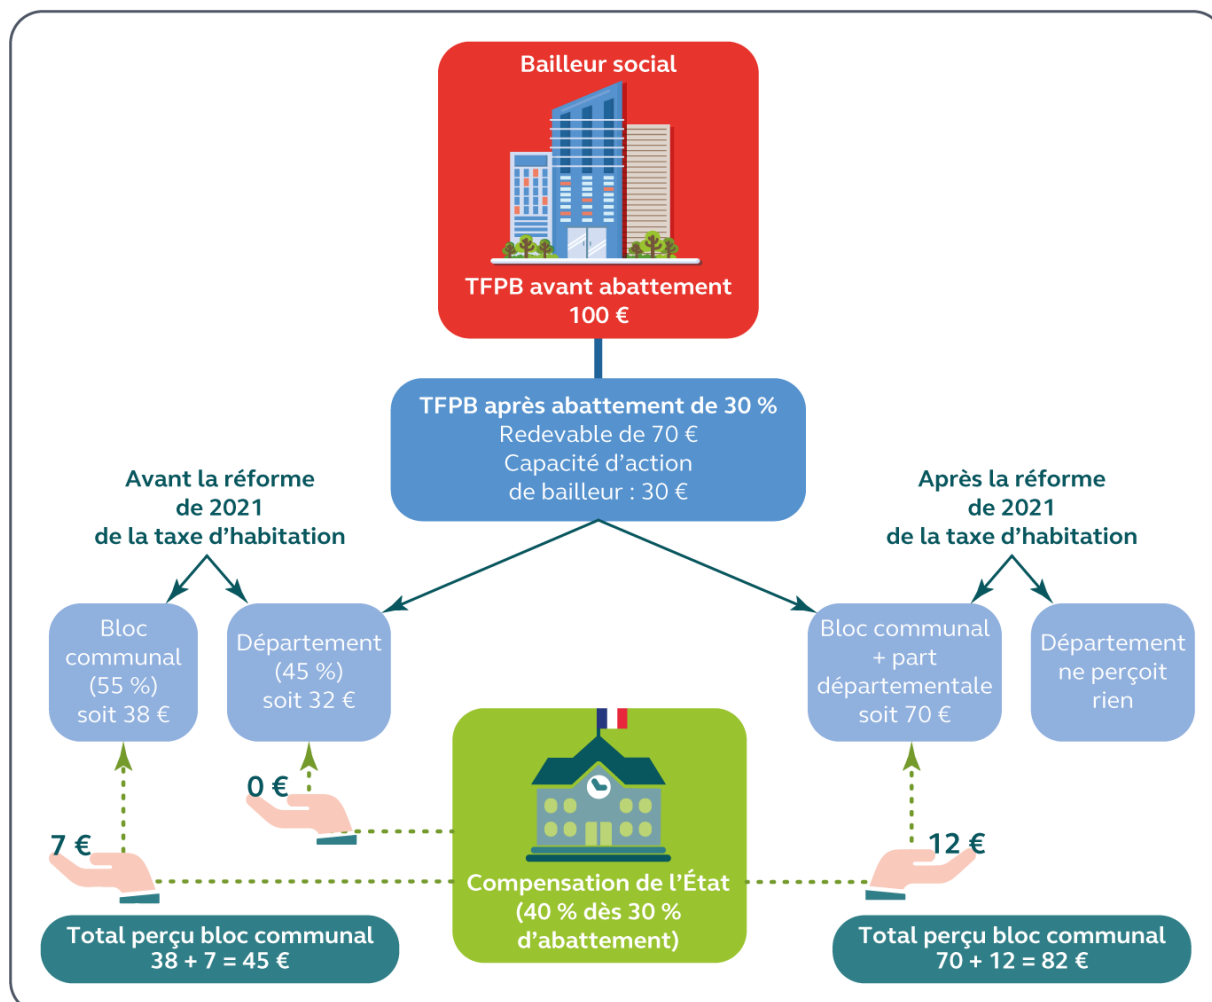 Bailleur social
TFPB avant abattement
100 €
TFPB après abattement de 30 %
Redevable de 70 €
Capacité d'action
de bailleur : 30 €
Avant la réforme
de 2021
de la taxe d'habitation
Après la réforme
de 2021
de la taxe d'habitation
Bloc
communal
(55 %)
soit 38 €
Département
(45 %)
soit 32 €
Bloc communal
+ part
départementale
soit 70 €
Département
ne perçoit
rien
0 €
7 €
12 €
Compensation de l'État
(40 % dès 30 %
d'abattement)
Total perçu bloc communal
38 + 7 = 45 €
Total perçu bloc communal
70 + 12 = 82 €